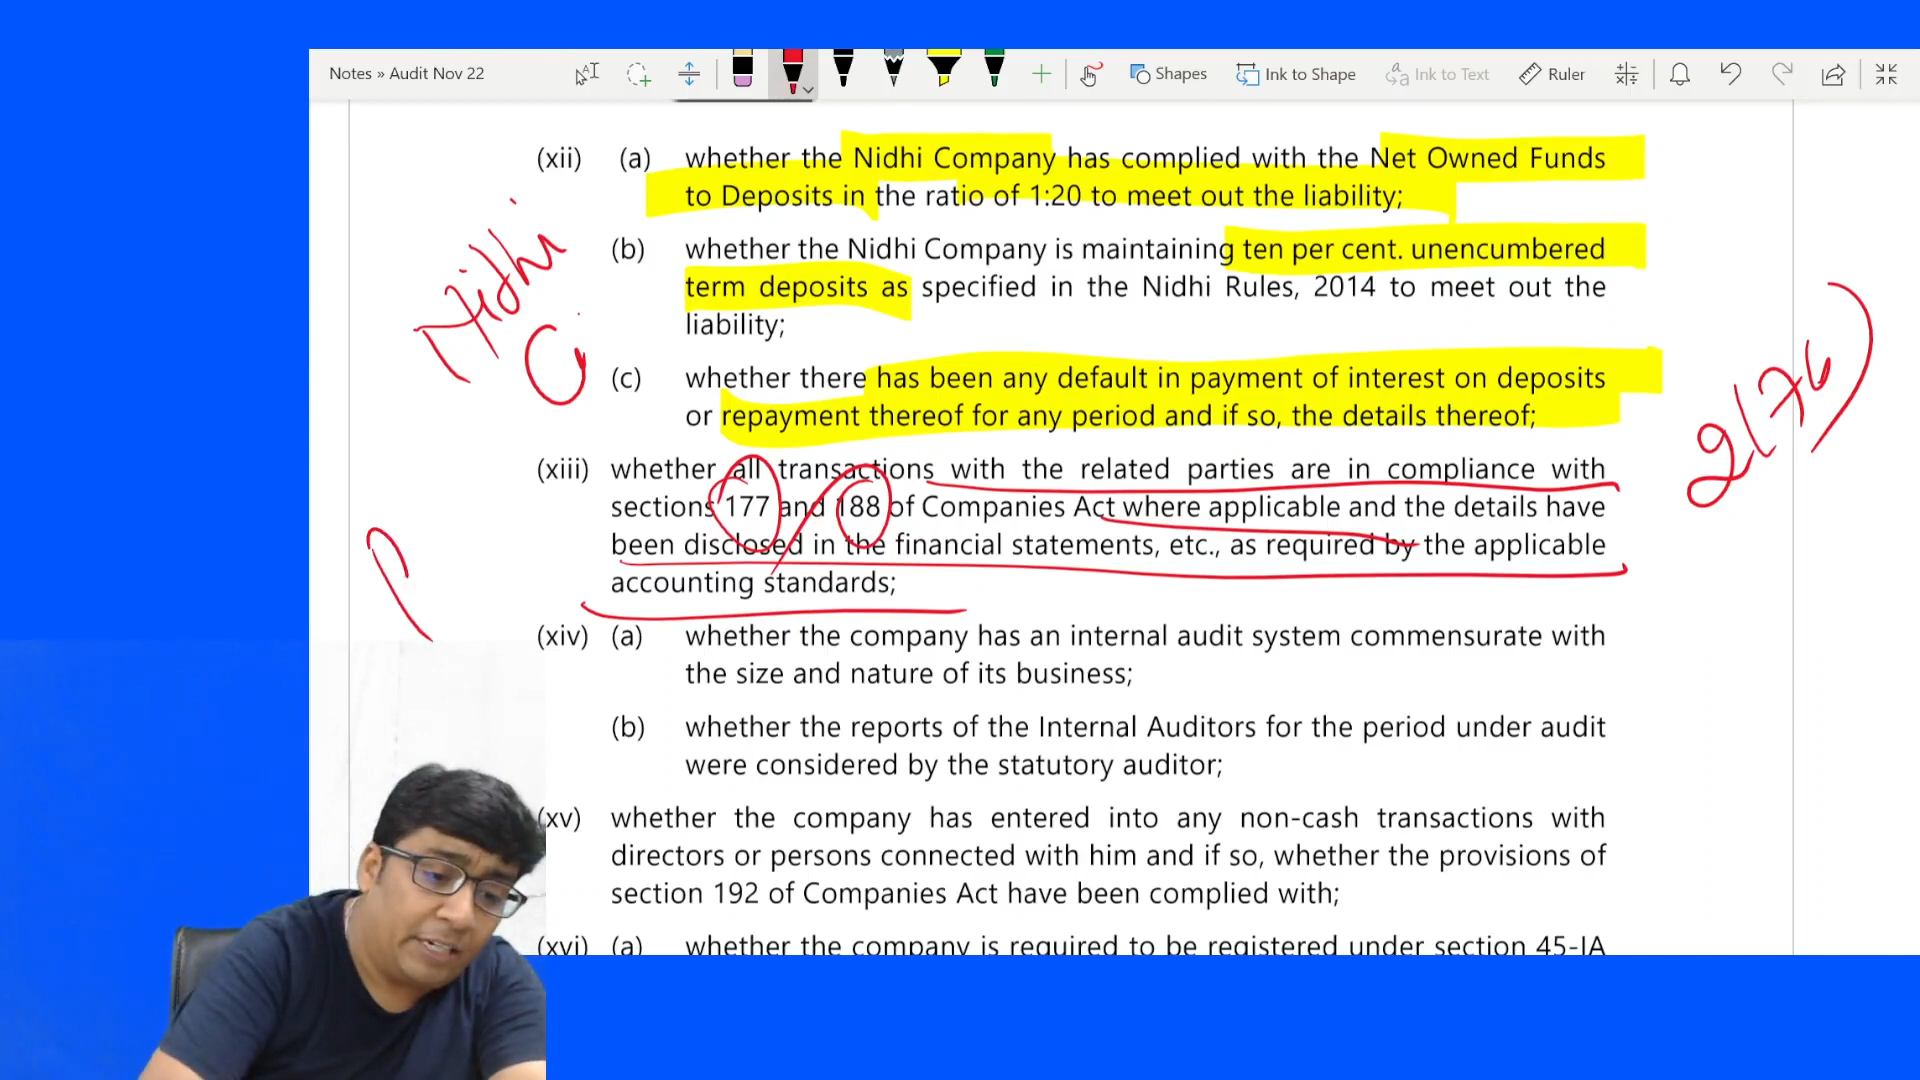 Notes » Audit Nov 22
Shapes
Ink to Shape
Ink to Text
Ruler
(xii) (a) whether the Nidhi Company has complied with the Net Owned Funds
to Deposits in the ratio of 1:20 to meet out the liability;
(b) whether the Nidhi Company is maintaining ten per cent. unencumbered
term deposits as specified in the Nidhi Rules, 2014 to meet out the
liability;
(c) whether there has been any default in payment of interest on deposits
or repayment thereof for any period and if so, the details thereof;
Nidhi
2(76)
(xiii) whether all transactions with the related parties are in compliance with
sections 177 and 188 of Companies Act where applicable and the details have
been disclosed in the financial statements, etc., as required by the applicable
accounting standards;
(xiv) (a) whether the company has an internal audit system commensurate with
the size and nature of its business;
(b) whether the reports of the Internal Auditors for the period under audit
were considered by the statutory auditor;
(xv) whether the company has entered into any non-cash transactions with
directors or persons connected with him and if so, whether the provisions of
section 192 of Companies Act have been complied with;
(xvi) (a) whether the company is required to be registered under section 45-IA